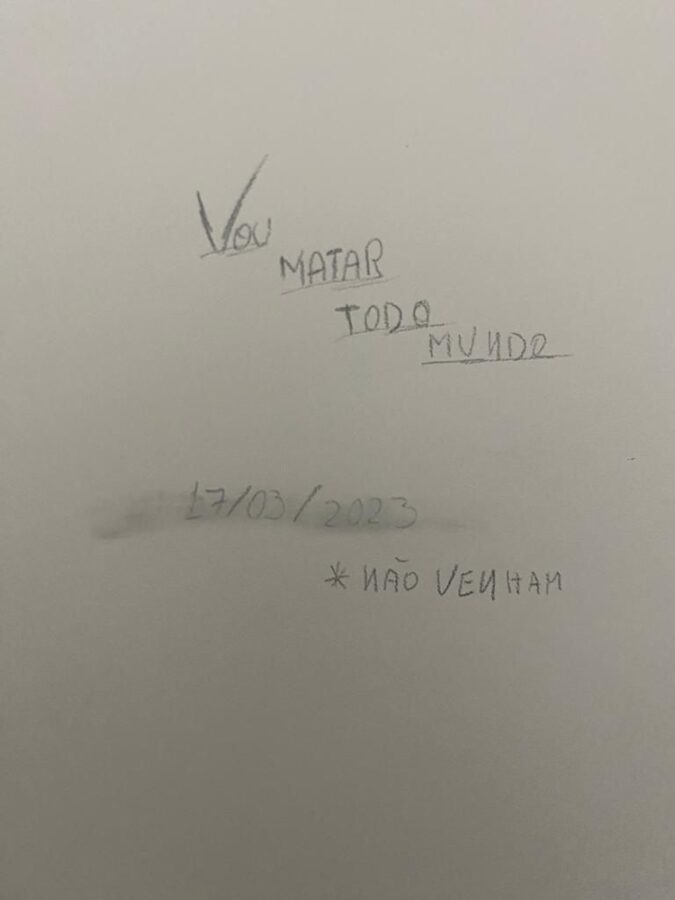 Vou
MATAR
TODO
MUNDO
17/03/2023
* NÃO VENHAM